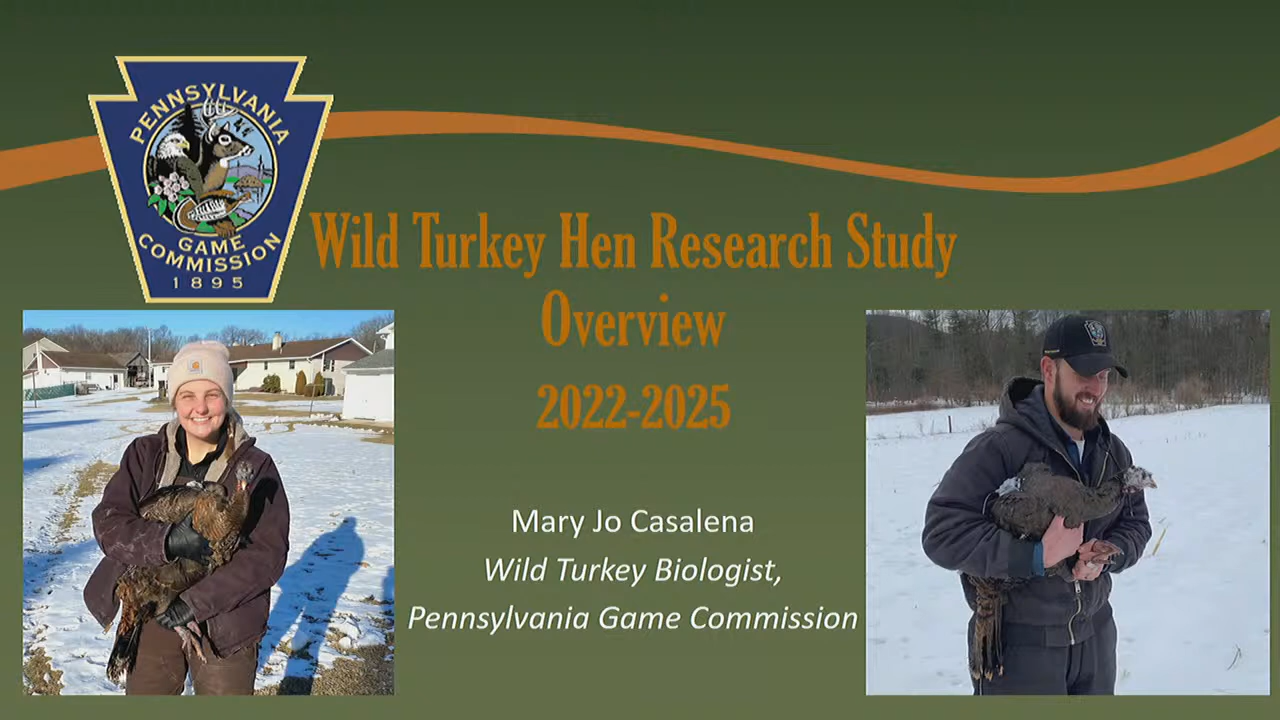 PENNSYLVANIA
GAME
COMMISSION
1895
Wild Turkey Hen Research Study
Overview
2022-2025
Mary Jo Casalena
Wild Turkey Biologist,
Pennsylvania Game Commission